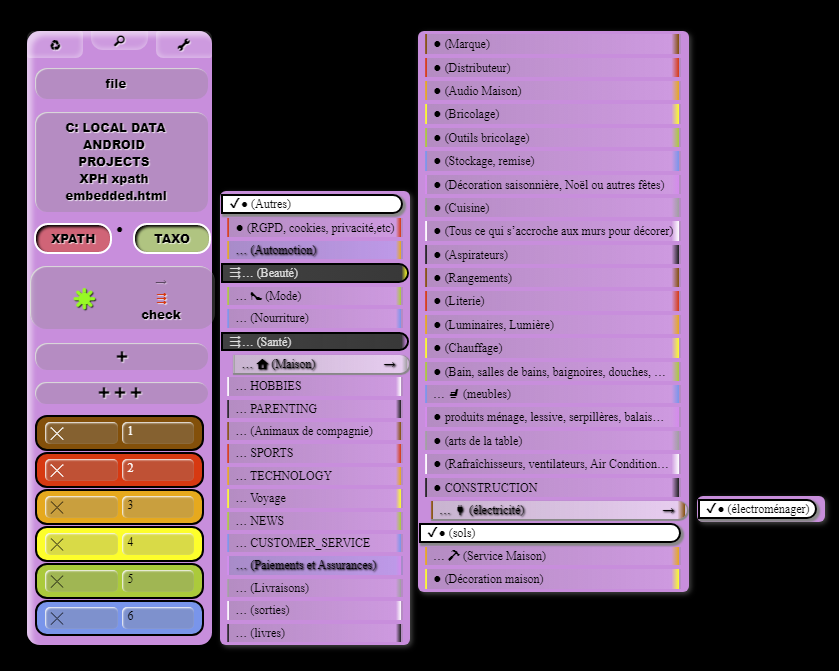 file
C: LOCAL DATA
ANDROID
PROJECTS
XPH xpath
embedded.html
XPATH • TAXO
→
check
+
+ + +
1
2
3
4
5
6
✓ ● (Autres)
● (RGPD, cookies, privacité,etc)
... (Automotion)
... (Beauté)
... (Mode)
... (Nourriture)
... (Santé)
... (Maison) →
... HOBBIES
... PARENTING
... (Animaux de compagnie)
... SPORTS
... TECHNOLOGY
... Voyage
... NEWS
... CUSTOMER_SERVICE
... (Paiements et Assurances)
... (Livraisons)
... (sorties)
... (livres)
● (Marque)
● (Distributeur)
● (Audio Maison)
● (Bricolage)
● (Outils bricolage)
● (Stockage, remise)
● (Décoration saisonnière, Noël ou autres fêtes)
● (Cuisine)
● (Tous ce qui s’accroche aux murs pour décorer)
● (Aspirateurs)
● (Rangements)
● (Literie)
● (Luminaires, Lumière)
● (Chauffage)
● (Bain, salles de bains, baignoires, douches, …
... (meubles)
● produits ménage, lessive, serpillères, balais…
● (arts de la table)
● (Rafraîchisseurs, ventilateurs, Air Condition…
● CONSTRUCTION
... (électricité) →
✓ ● (sols)
... (Service Maison)
● (Décoration maison)
✓ ● (électroménager)